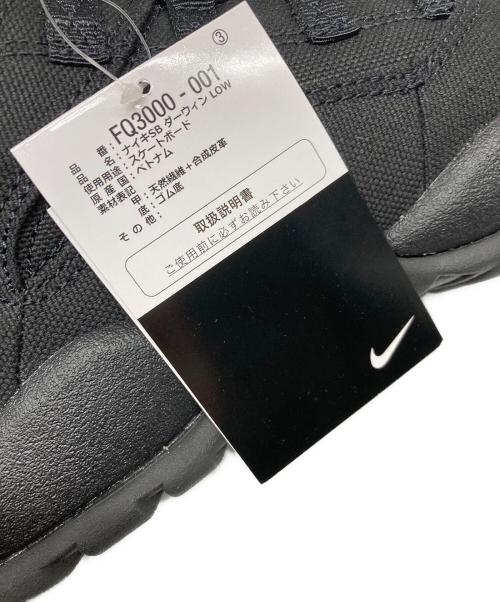 ③
品番: FQ3000-001
品名: ナイキSB ダーウィン LOW
使用用途: スケートボード
原産国: ベトナム
素材表記 甲: 天然繊維+合成皮革
底: ゴム底
その他:
取扱説明書
ご使用前に必ずお読み下さい